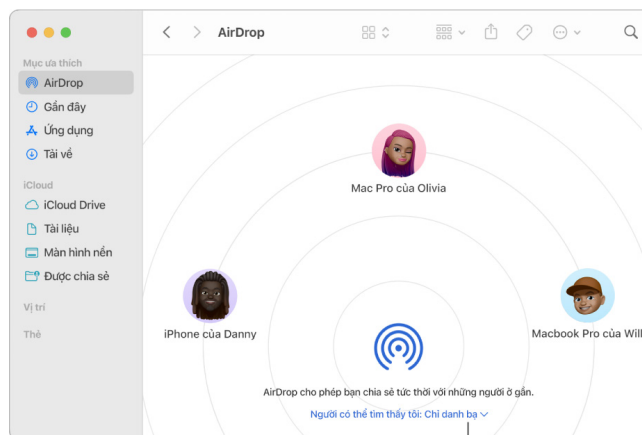 AirDrop
Mục ưa thích
AirDrop
Gần đây
Ứng dụng
Tài về
iCloud
iCloud Drive
Tài liệu
Màn hình nền
Được chia sẻ
Vị trí
Thẻ
Mac Pro của Olivia
iPhone của Danny
Macbook Pro của Will
AirDrop cho phép bạn chia sẻ tức thời với những người ở gần.
Người có thể tìm thấy tôi: Chỉ danh bạ